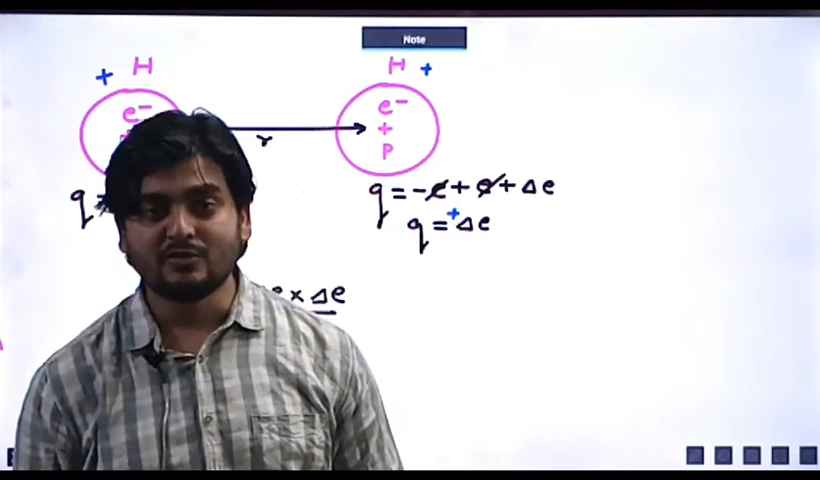 Note
+ H
H +
e⁻
e⁻
+
r
P
q = -e + e + Δe
q =
q = +Δe
e × Δe